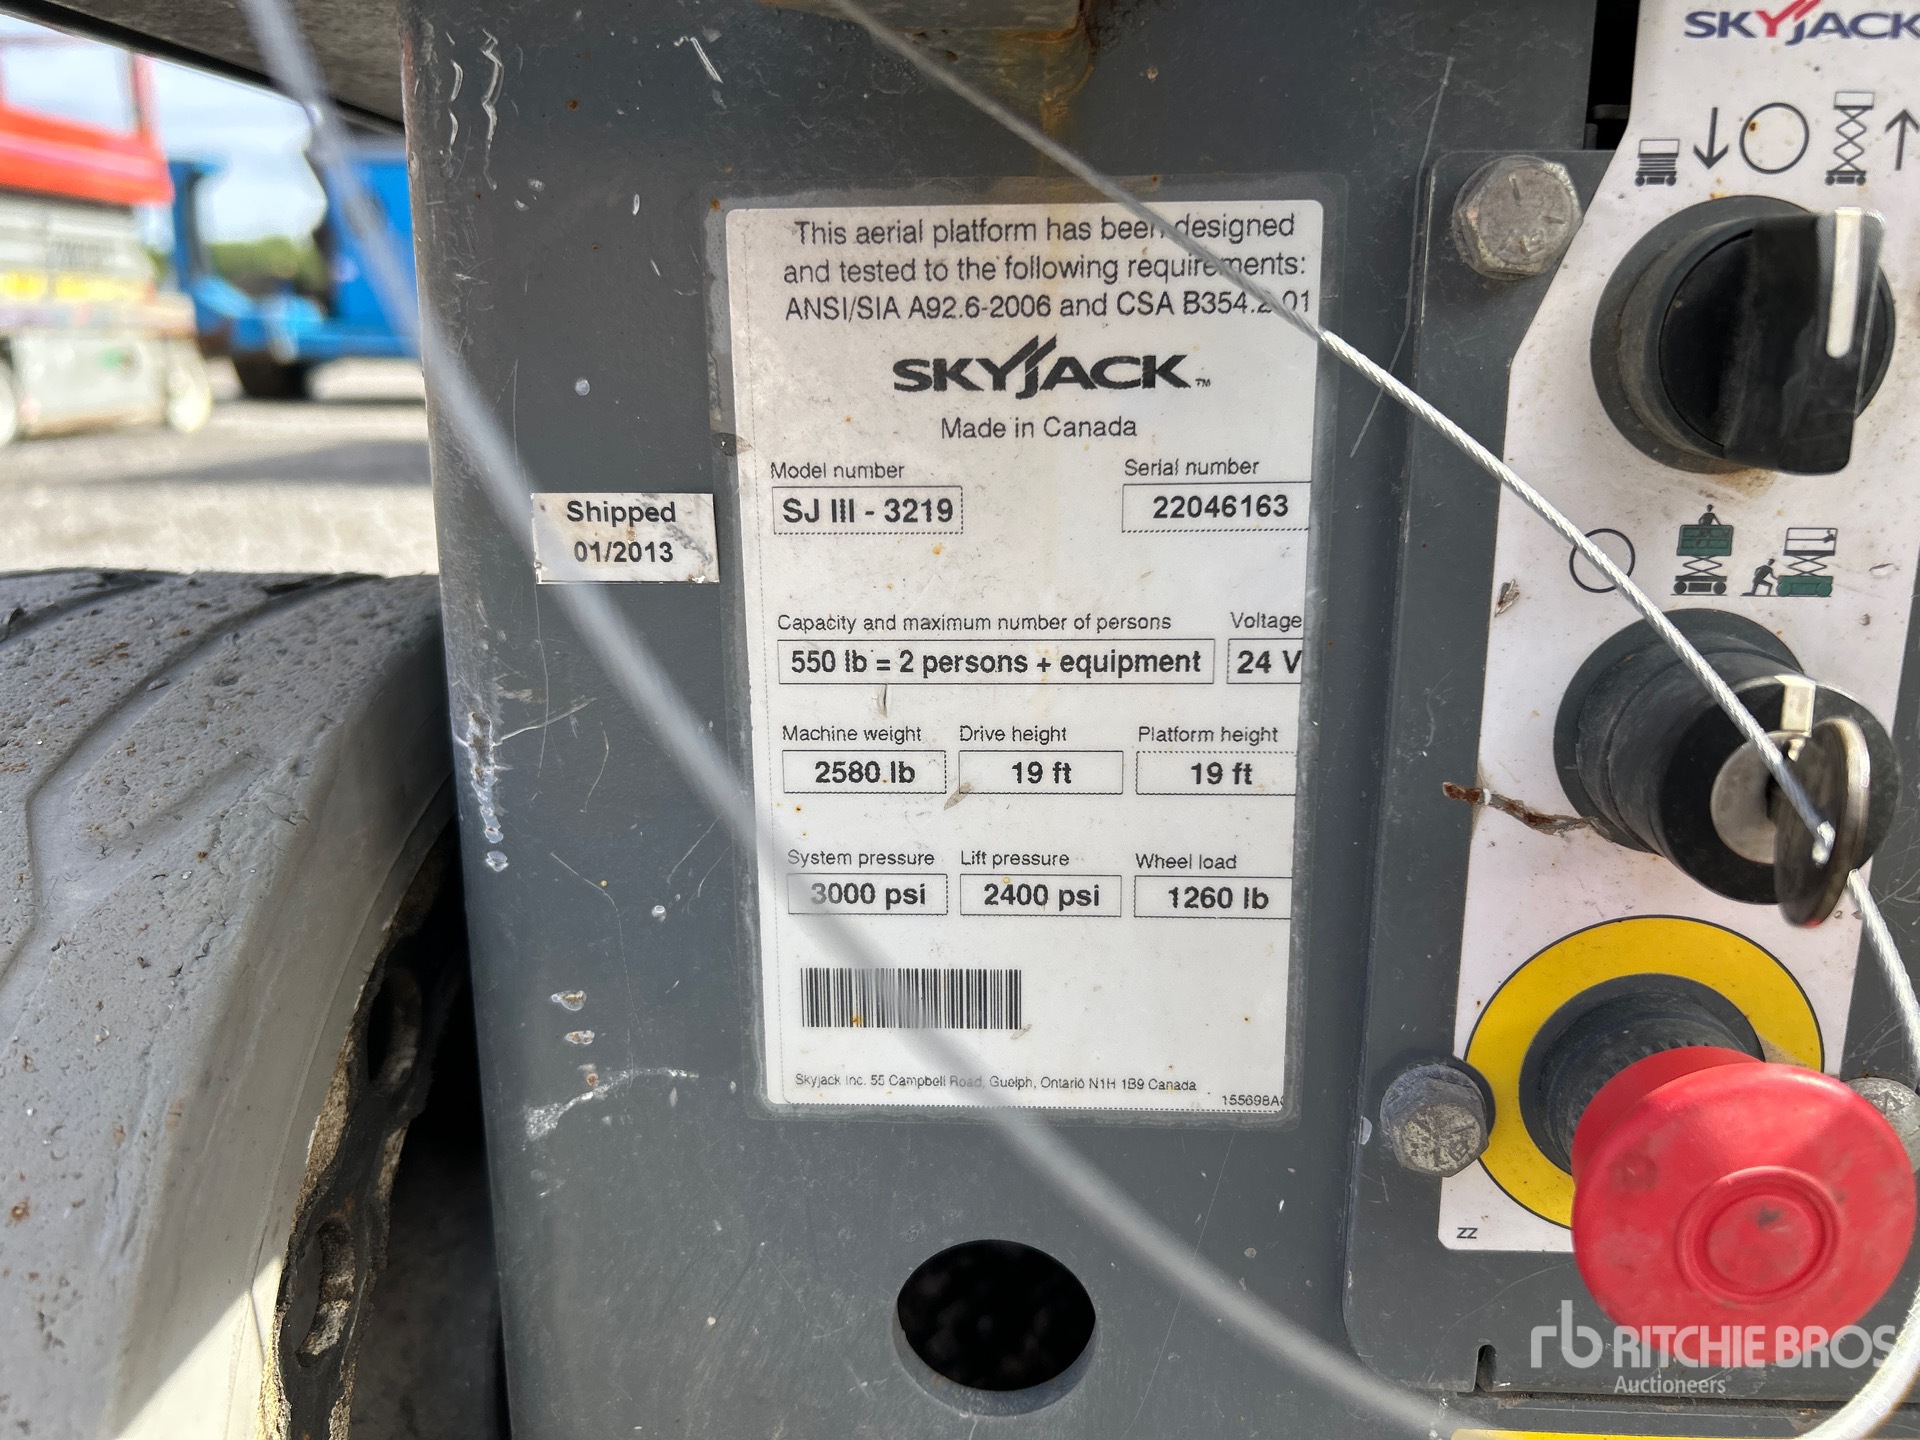 SKYJACK
This aerial platform has been designed
and tested to the following requirements:
ANSI/SIA A92.6-2006 and CSA B354.2-01
SKYJACK™
Made in Canada
Model number Serial number
SJ III - 3219 22046163
Shipped
01/2013
Capacity and maximum number of persons Voltage
550 lb = 2 persons + equipment 24 V
Machine weight Drive height Platform height
2580 lb 19 ft 19 ft
System pressure Lift pressure Wheel load
3000 psi 2400 psi 1260 lb
Skyjack Inc. 55 Campbell Road, Guelph, Ontario N1H 1B9 Canada
155698A
ZZ
rb RITCHIE BROS
Auctioneers